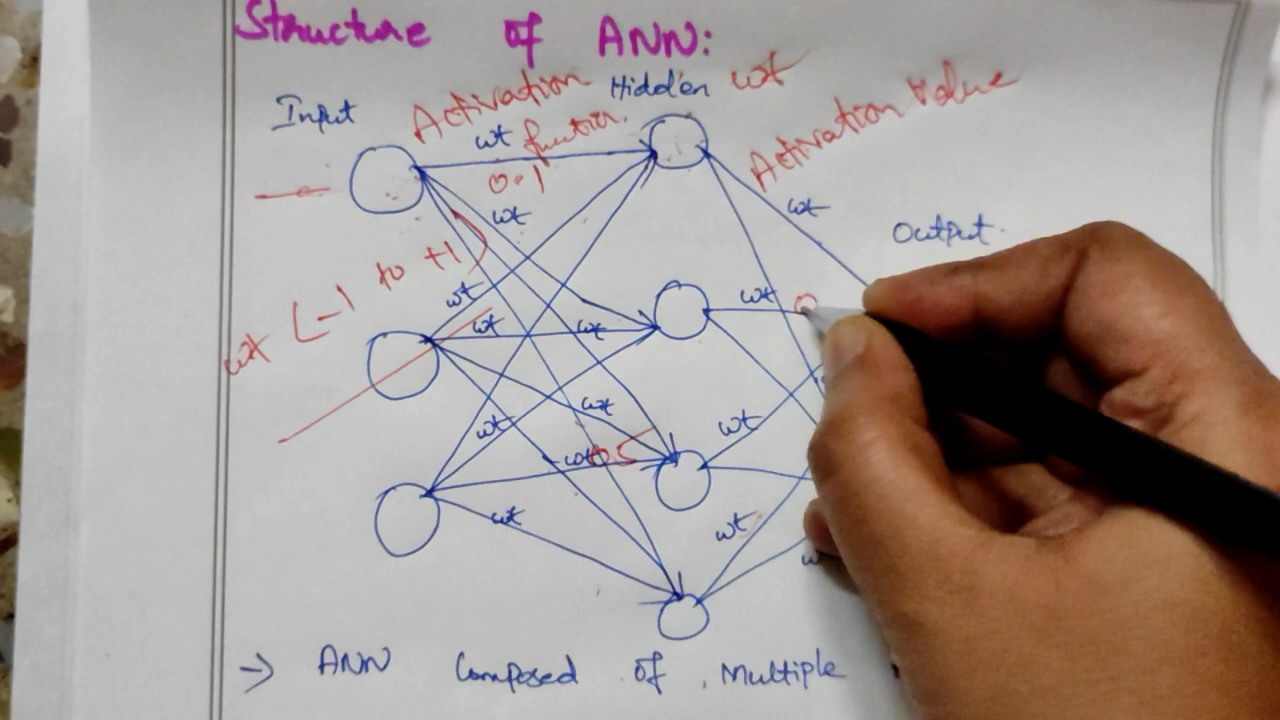 Structure of ANN:
Input
Activation
function.
Hidden
wt
Activation Value
wt
0.1
wt
wt
Output.
wt (-1 to +1)
wt
wt
wt
wt
wt
wt
wt
wt
0.5
wt
wt
wt
→ ANN Composed of Multiple